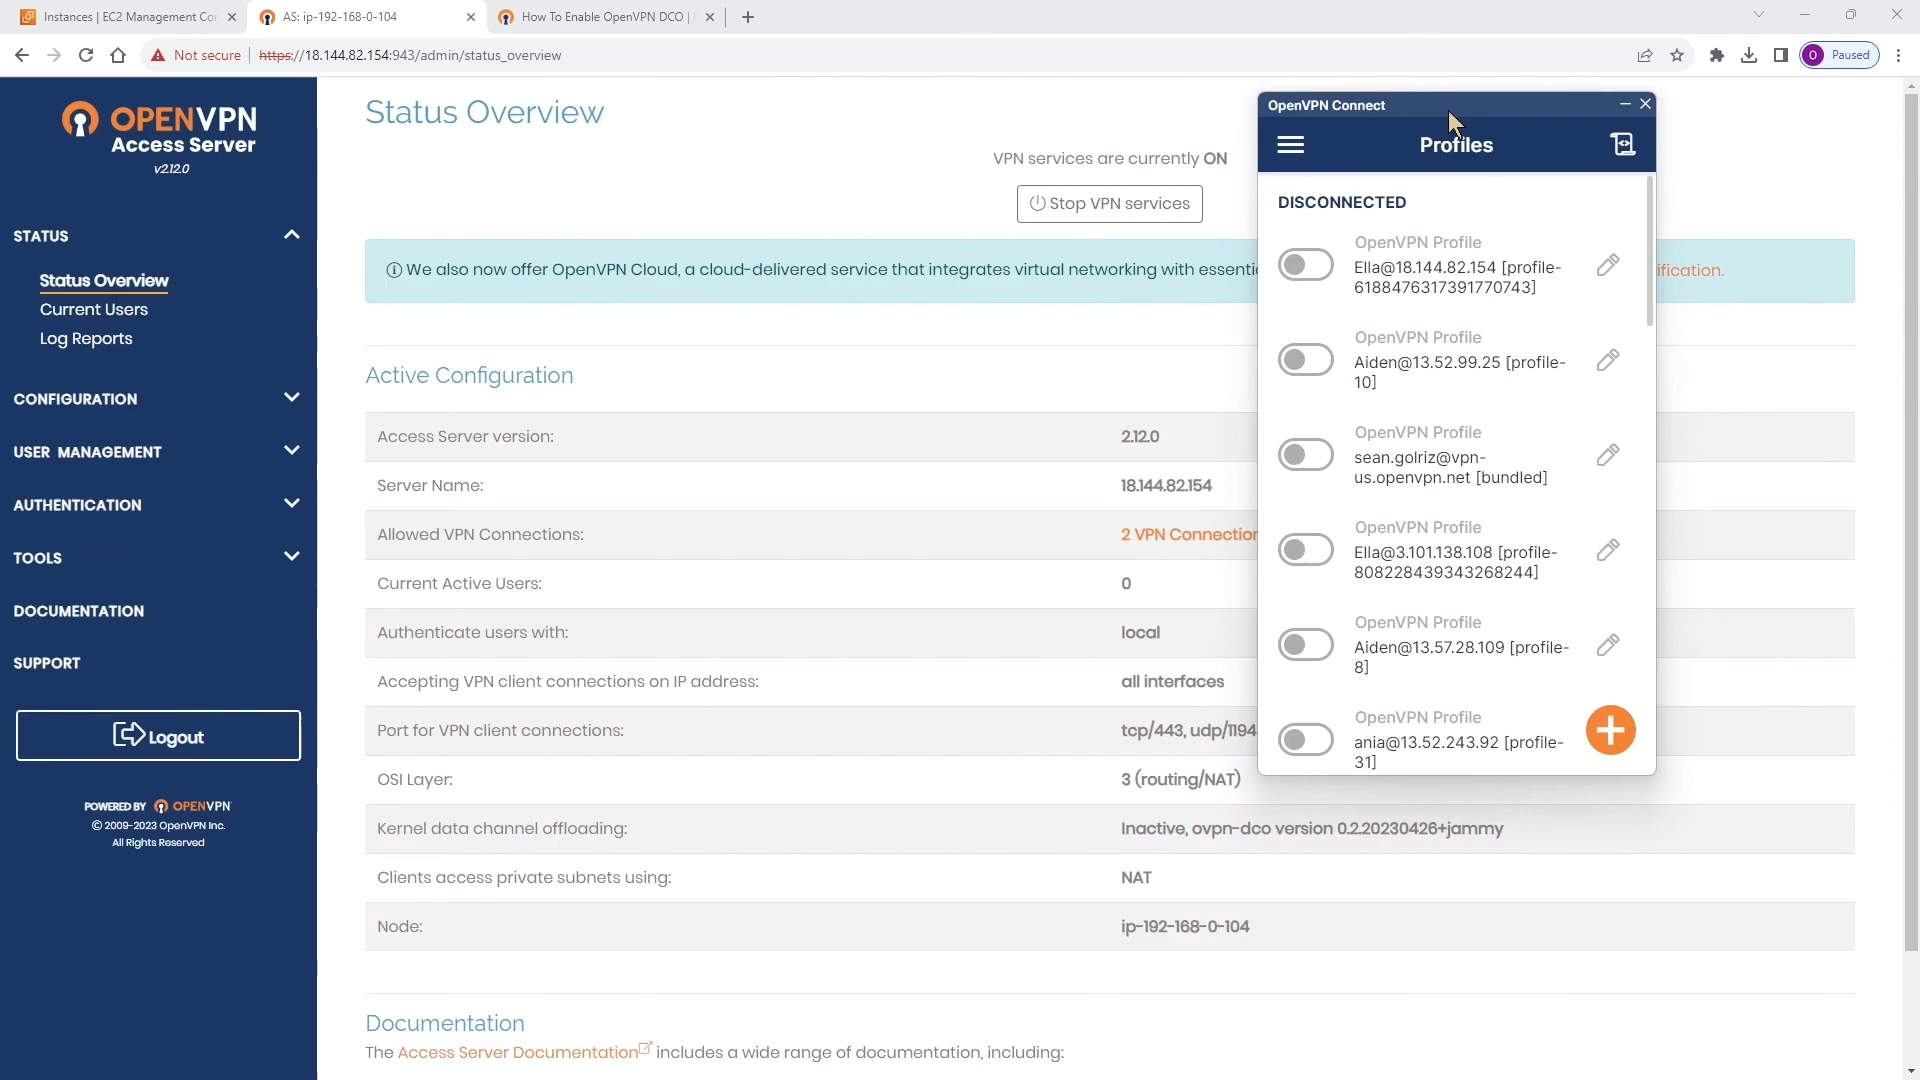 Instances | EC2 Management Con
AS: ip-192-168-0-104
How To Enable OpenVPN DCO |
Not secure
https://18.144.82.154:943/admin/status_overview
O Paused
OPENVPN
Access Server
v2.12.0
STATUS
Status Overview
Current Users
Log Reports
CONFIGURATION
USER MANAGEMENT
AUTHENTICATION
TOOLS
DOCUMENTATION
SUPPORT
Logout
POWERED BY OPENVPN
© 2009-2023 OpenVPN Inc.
All Rights Reserved
Status Overview
VPN services are currently ON
Stop VPN services
We also now offer OpenVPN Cloud, a cloud-delivered service that integrates virtual networking with essenti
ification.
Active Configuration
Access Server version: 2.12.0
Server Name: 18.144.82.154
Allowed VPN Connections: 2 VPN Connection
Current Active Users: 0
Authenticate users with: local
Accepting VPN client connections on IP address: all interfaces
Port for VPN client connections: tcp/443, udp/1194
OSI Layer: 3 (routing/NAT)
Kernel data channel offloading: Inactive, ovpn-dco version 0.2.20230426+jammy
Clients access private subnets using: NAT
Node: ip-192-168-0-104
Documentation
The Access Server Documentation includes a wide range of documentation, including:
OpenVPN Connect
Profiles
DISCONNECTED
OpenVPN Profile
Ella@18.144.82.154 [profile-
6188476317391770743]
OpenVPN Profile
Aiden@13.52.99.25 [profile-
10]
OpenVPN Profile
sean.golriz@vpn-
us.openvpn.net [bundled]
OpenVPN Profile
Ella@3.101.138.108 [profile-
808228439343268244]
OpenVPN Profile
Aiden@13.57.28.109 [profile-
8]
OpenVPN Profile
ania@13.52.243.92 [profile-
31]